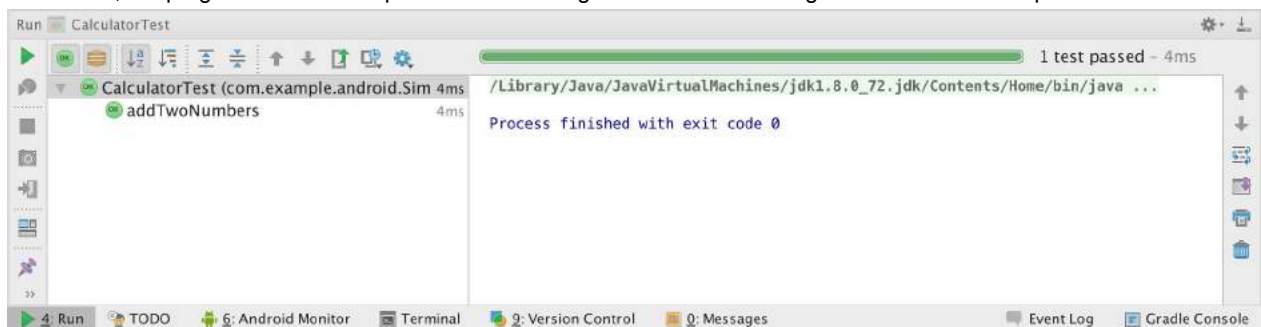 Run CalculatorTest
1 test passed – 4ms
CalculatorTest (com.example.android.Sim 4ms
addTwoNumbers 4ms
/Library/Java/JavaVirtualMachines/jdk1.8.0_72.jdk/Contents/Home/bin/java ...
Process finished with exit code 0
4: Run TODO 6: Android Monitor Terminal 9: Version Control 0: Messages Event Log Gradle Console